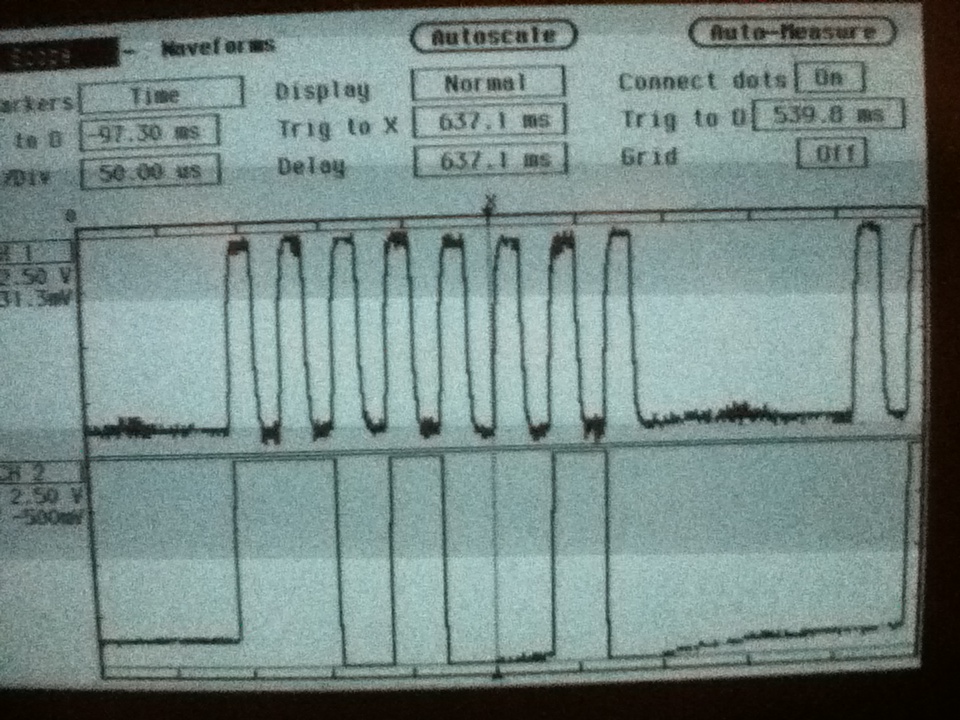 Scope - Waveforms Autoscale Auto-Measure
arkers Time Display Normal Connect dots On
to O -97.30 ms Trig to X 637.1 ms Trig to O 539.8 ms
/Div 50.00 us Delay 637.1 ms Grid Off
X
2.50 V
31.3mV
CH 2
2.50 V
-500mV